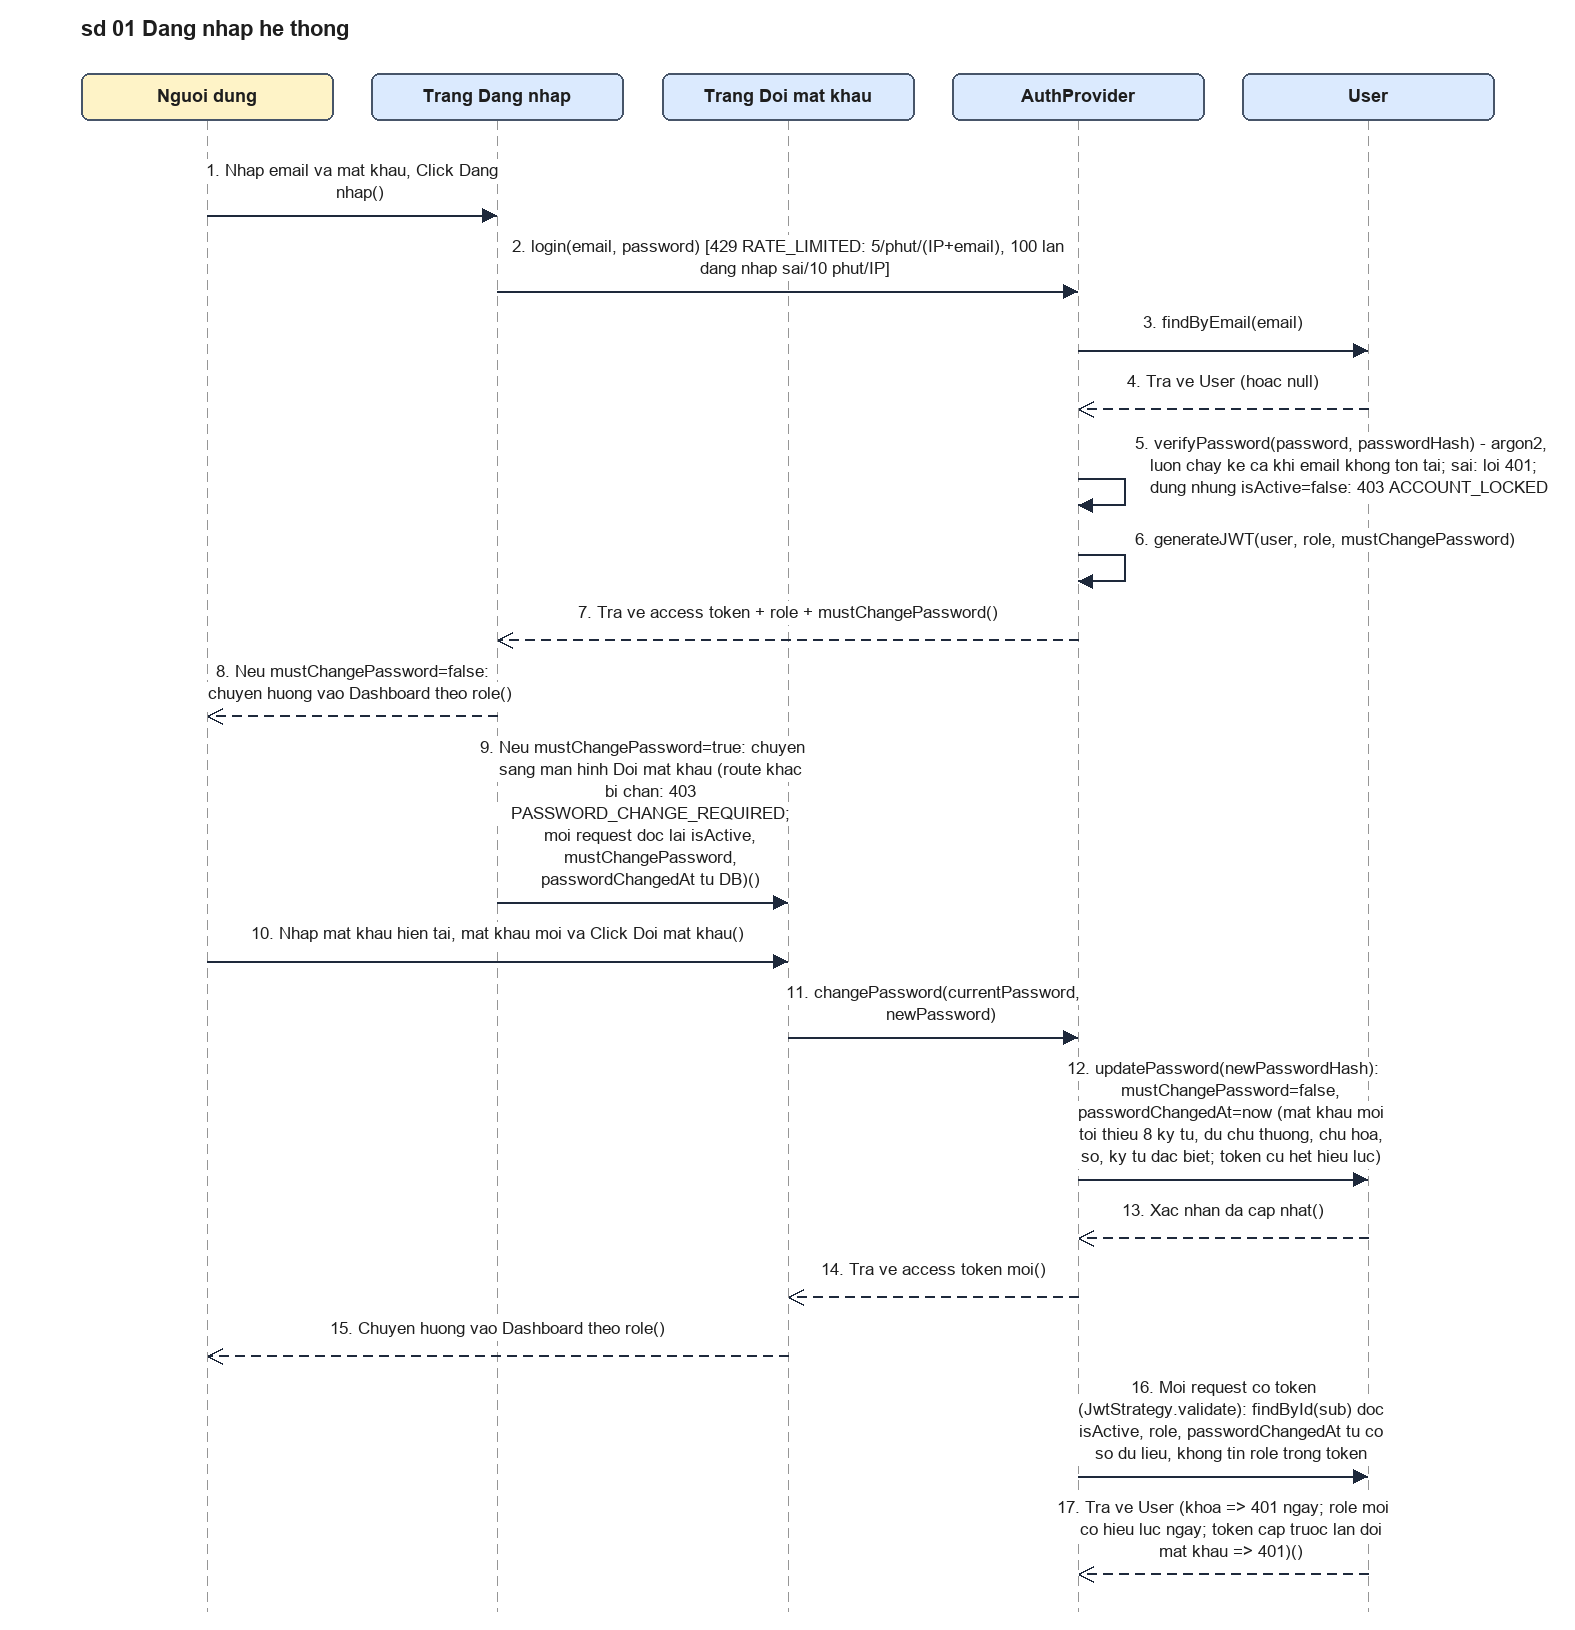 sd 01 Dang nhap he thong
Nguoi dung
Trang Dang nhap
Trang Doi mat khau
AuthProvider
User
1. Nhap email va mat khau, Click Dang
nhap()
2. login(email, password) [429 RATE_LIMITED: 5/phut/(IP+email), 100 lan
dang nhap sai/10 phut/IP]
3. findByEmail(email)
4. Tra ve User (hoac null)
5. verifyPassword(password, passwordHash) - argon2,
luon chay ke ca khi email khong ton tai; sai: loi 401;
dung nhung isActive=false: 403 ACCOUNT_LOCKED
6. generateJWT(user, role, mustChangePassword)
7. Tra ve access token + role + mustChangePassword()
8. Neu mustChangePassword=false:
chuyen huong vao Dashboard theo role()
9. Neu mustChangePassword=true: chuyen
sang man hinh Doi mat khau (route khac
bi chan: 403
PASSWORD_CHANGE_REQUIRED;
moi request doc lai isActive,
mustChangePassword,
passwordChangedAt tu DB)()
10. Nhap mat khau hien tai, mat khau moi va Click Doi mat khau()
11. changePassword(currentPassword,
newPassword)
12. updatePassword(newPasswordHash):
mustChangePassword=false,
passwordChangedAt=now (mat khau moi
toi thieu 8 ky tu, du chu thuong, chu hoa,
so, ky tu dac biet; token cu het hieu luc)
13. Xac nhan da cap nhat()
14. Tra ve access token moi()
15. Chuyen huong vao Dashboard theo role()
16. Moi request co token
(JwtStrategy.validate): findById(sub) doc
isActive, role, passwordChangedAt tu co
so du lieu, khong tin role trong token
17. Tra ve User (khoa => 401 ngay; role moi
co hieu luc ngay; token cap truoc lan doi
mat khau => 401)()